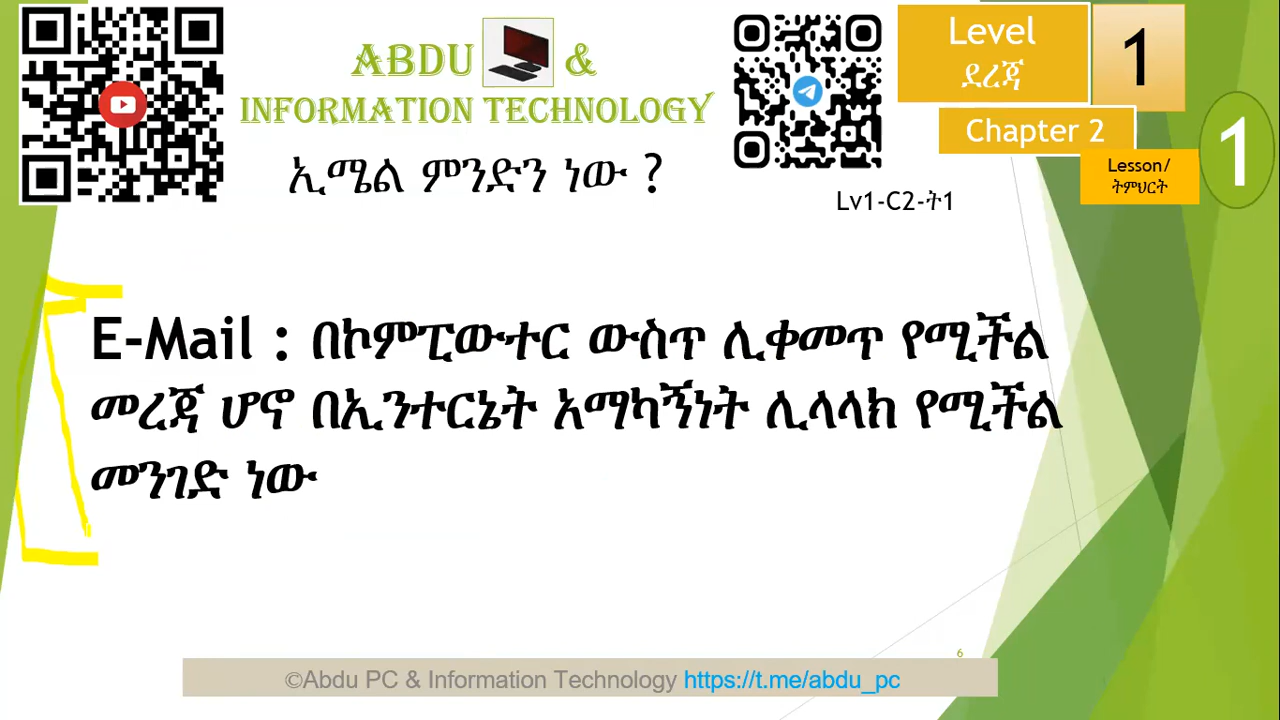 ABDU &
INFORMATION TECHNOLOGY
ኢሜል ምንድን ነው ?
Level
ደረጃ
1
Chapter 2
Lesson/
ትምህርት
1
Lv1-C2-ት1
E-Mail : በኮምፒውተር ውስጥ ሊቀመጥ የሚችል
መረጃ ሆኖ በኢንተርኔት አማካኝነት ሊላላክ የሚችል
መንገድ ነው
6
©Abdu PC & Information Technology https://t.me/abdu_pc